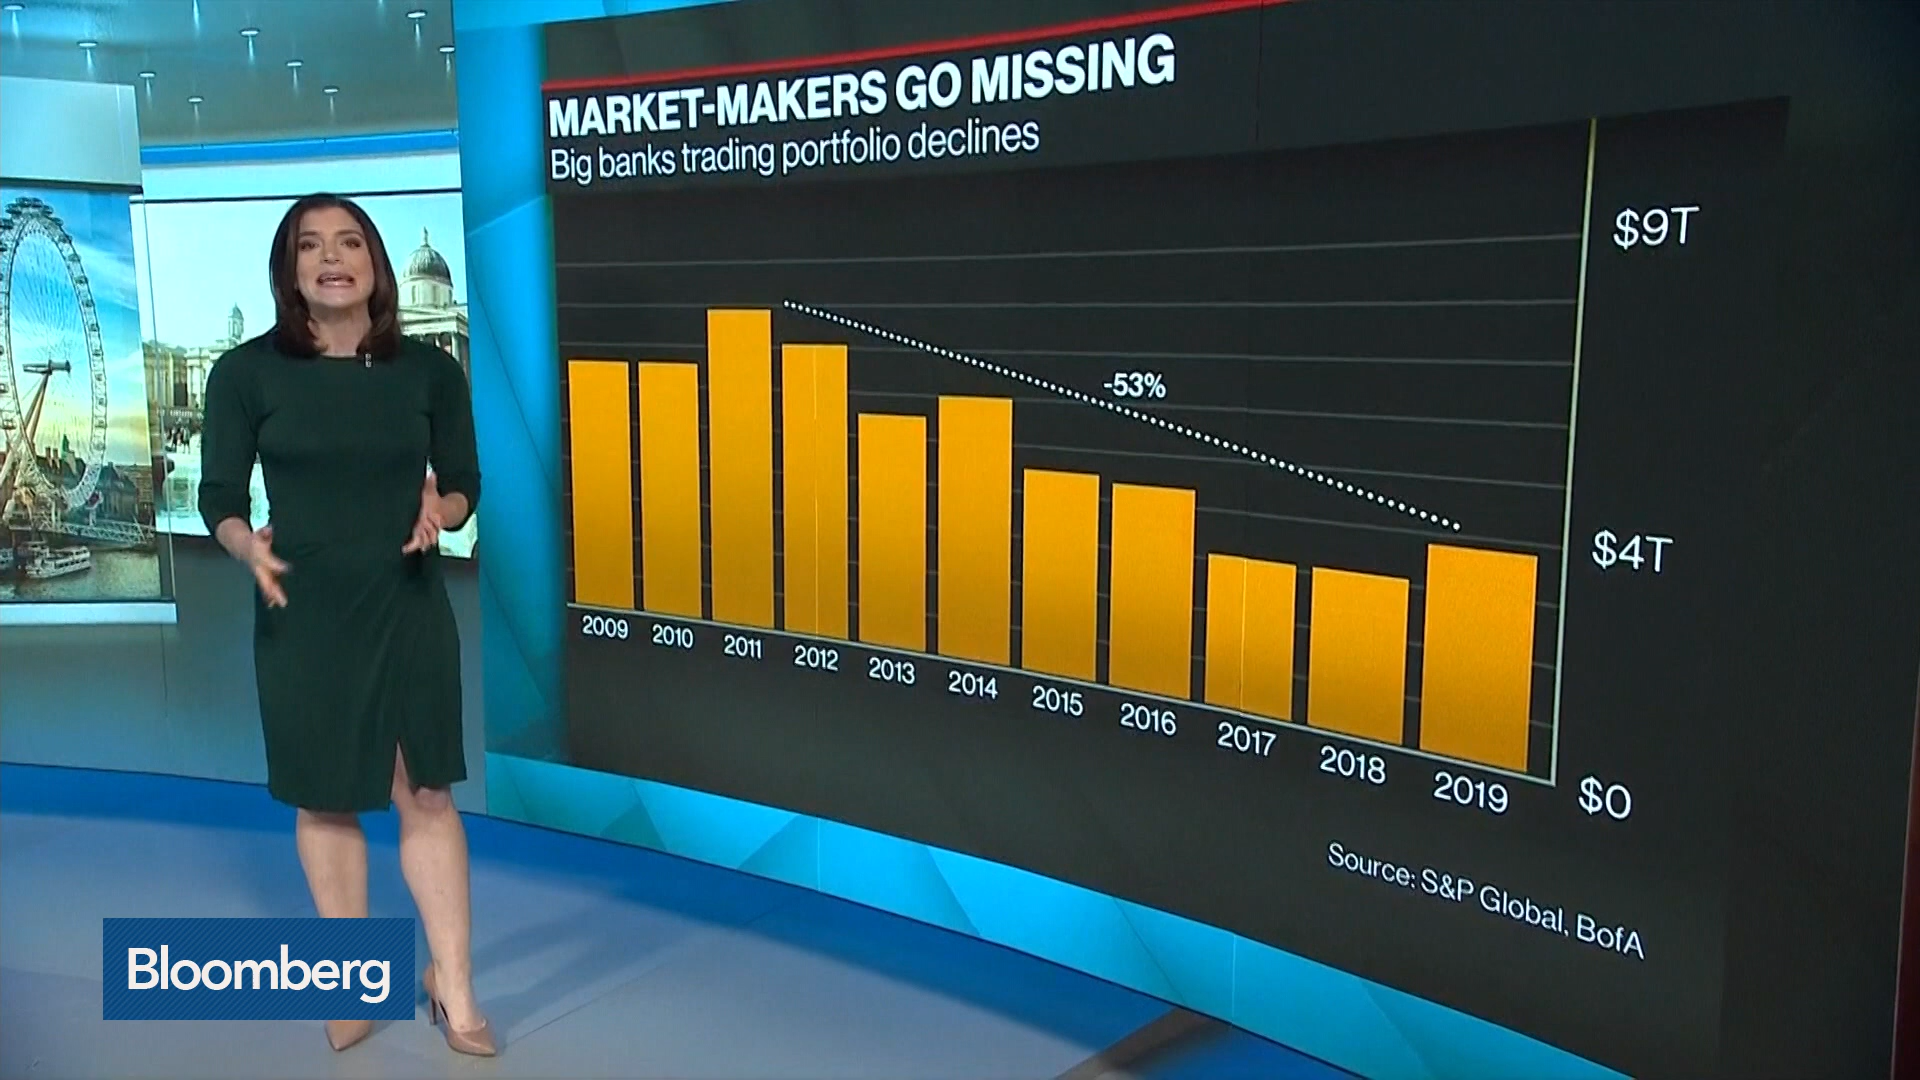 MARKET-MAKERS GO MISSING
Big banks trading portfolio declines
$9T
-53%
$4T
$0
2009 2010 2011 2012 2013 2014 2015 2016 2017 2018 2019
Source: S&P Global, BofA
Bloomberg